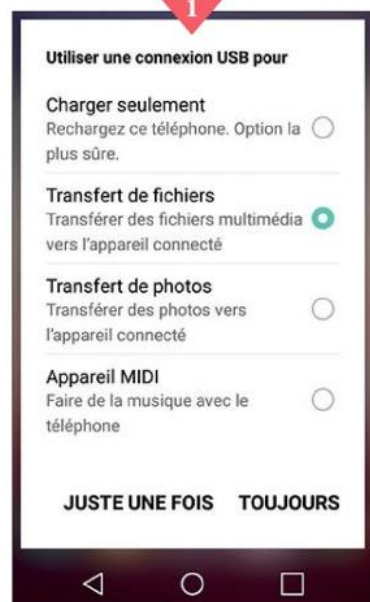 1
Utiliser une connexion USB pour
Charger seulement
Rechargez ce téléphone. Option la
plus sûre.
Transfert de fichiers
Transférer des fichiers multimédia
vers l'appareil connecté
Transfert de photos
Transférer des photos vers
l'appareil connecté
Appareil MIDI
Faire de la musique avec le
téléphone
JUSTE UNE FOIS TOUJOURS